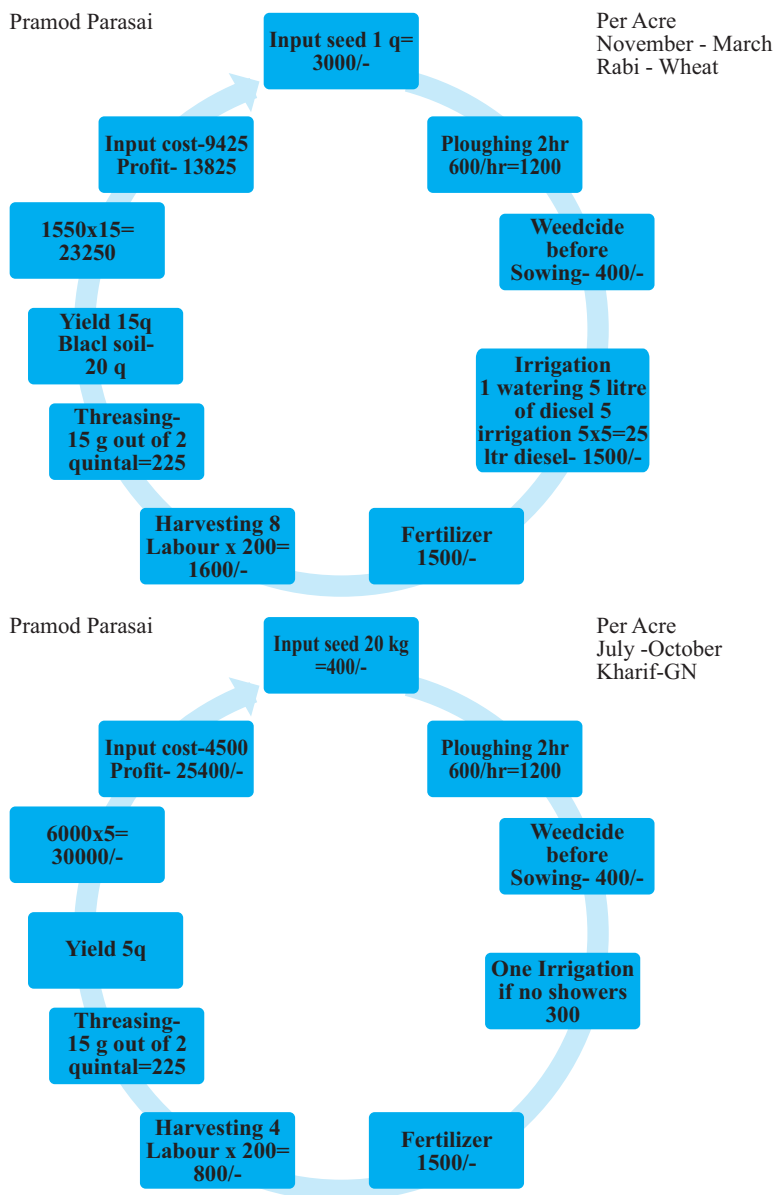 Pramod Parasai
Per Acre
November - March
Rabi - Wheat
Input seed 1 q=
3000/-
Ploughing 2hr
600/hr=1200
Weedcide
before
Sowing- 400/-
Irrigation
1 watering 5 litre
of diesel 5
irrigation 5x5=25
ltr diesel- 1500/-
Fertilizer
1500/-
Harvesting 8
Labour x 200=
1600/-
Threasing-
15 g out of 2
quintal=225
Yield 15q
Blacl soil-
20 q
1550x15=
23250
Input cost-9425
Profit- 13825
Pramod Parasai
Per Acre
July -October
Kharif-GN
Input seed 20 kg
=400/-
Ploughing 2hr
600/hr=1200
Weedcide
before
Sowing- 400/-
One Irrigation
if no showers
300
Fertilizer
1500/-
Harvesting 4
Labour x 200=
800/-
Threasing-
15 g out of 2
quintal=225
Yield 5q
6000x5=
30000/-
Input cost-4500
Profit- 25400/-